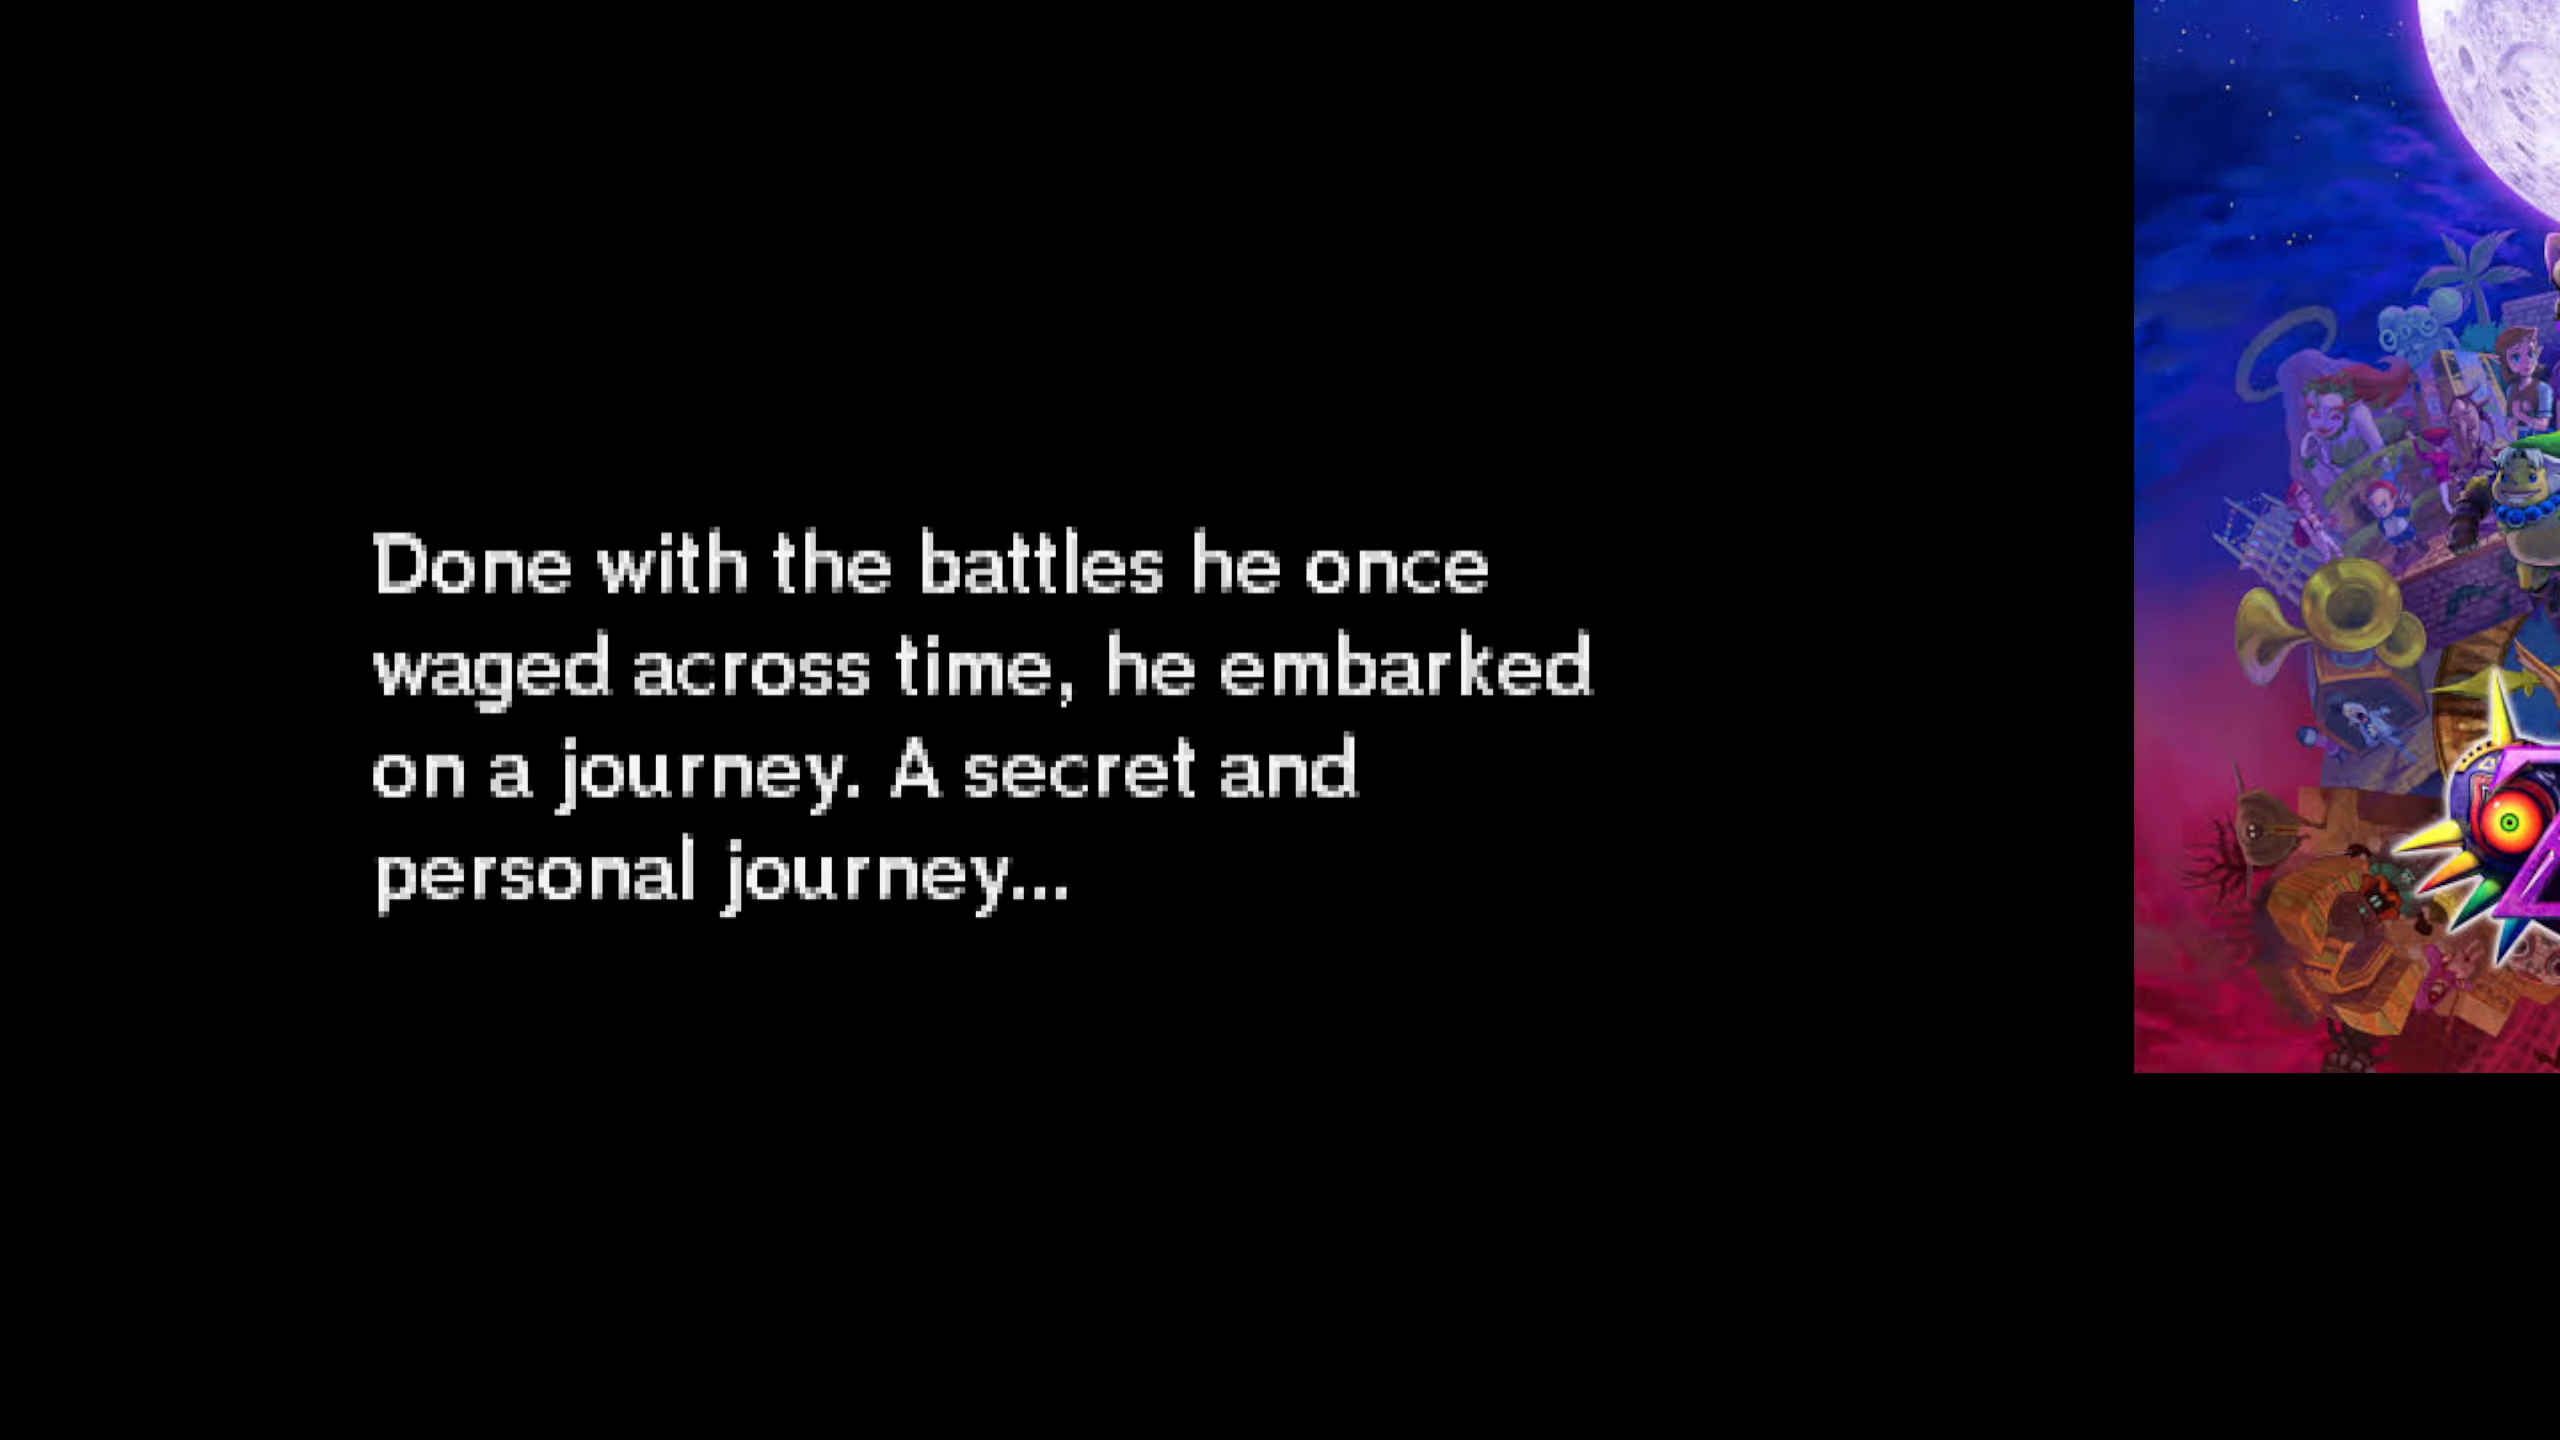 Done with the battles he once
waged across time, he embarked
on a journey. A secret and
personal journey...